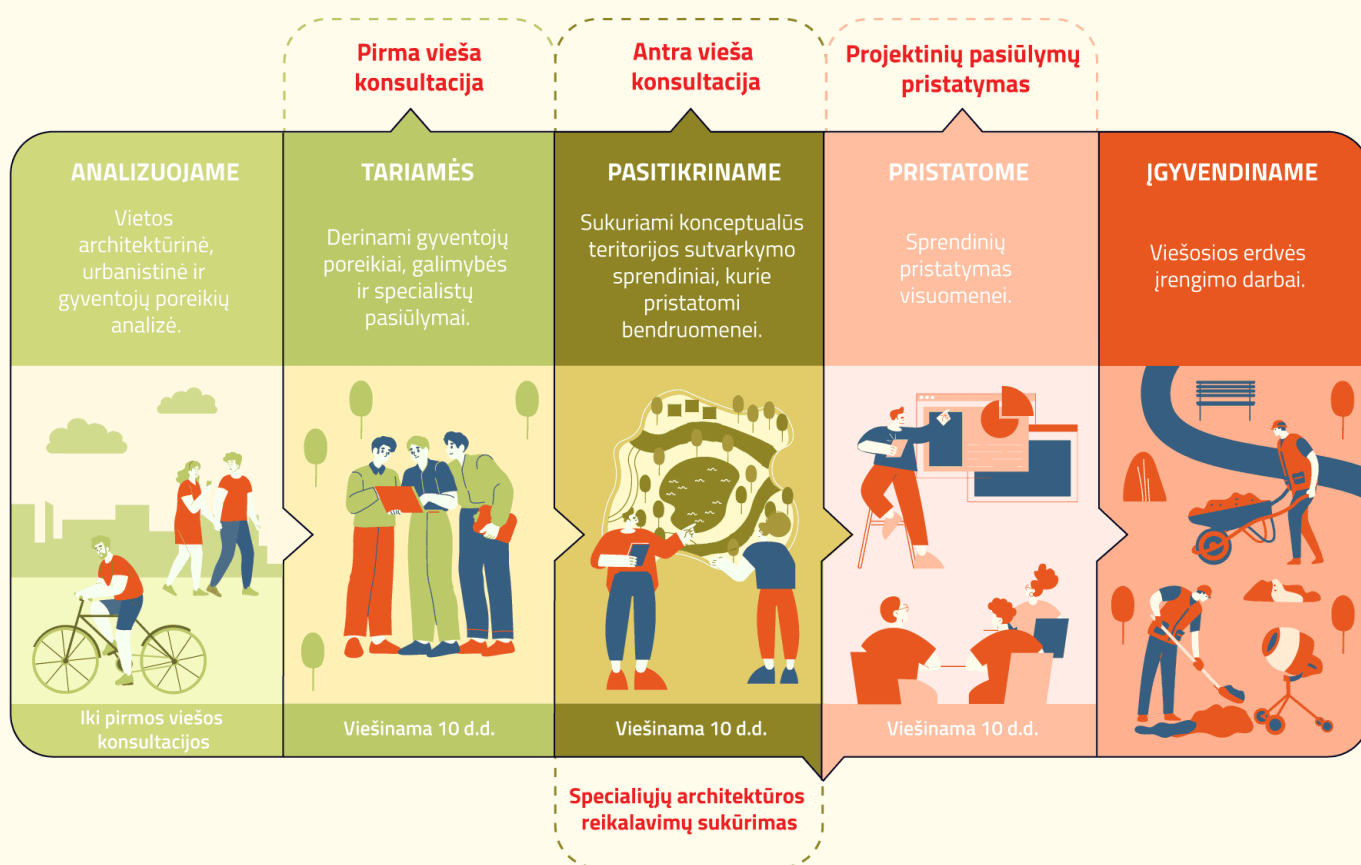 Pirma vieša
konsultacija
Antra vieša
konsultacija
Projektinių pasiūlymų
pristatymas
ANALIZUOJAME
Vietos
architektūrinė,
urbanistinė ir
gyventojų poreikių
analizė.
Iki pirmos viešos
konsultacijos
TARIAMĖS
Derinami gyventojų
poreikiai, galimybės
ir specialistų
pasiūlymai.
Viešinama 10 d.d.
PASITIKRINAME
Sukuriami konceptualūs
teritorijos sutvarkymo
sprendiniai, kurie
pristatomi
bendruomenei.
Viešinama 10 d.d.
PRISTATOME
Sprendinių
pristatymas
visuomenei.
Viešinama 10 d.d.
ĮGYVENDINAME
Viešosios erdvės
įrengimo darbai.
Specialiųjų architektūros
reikalavimų sukūrimas